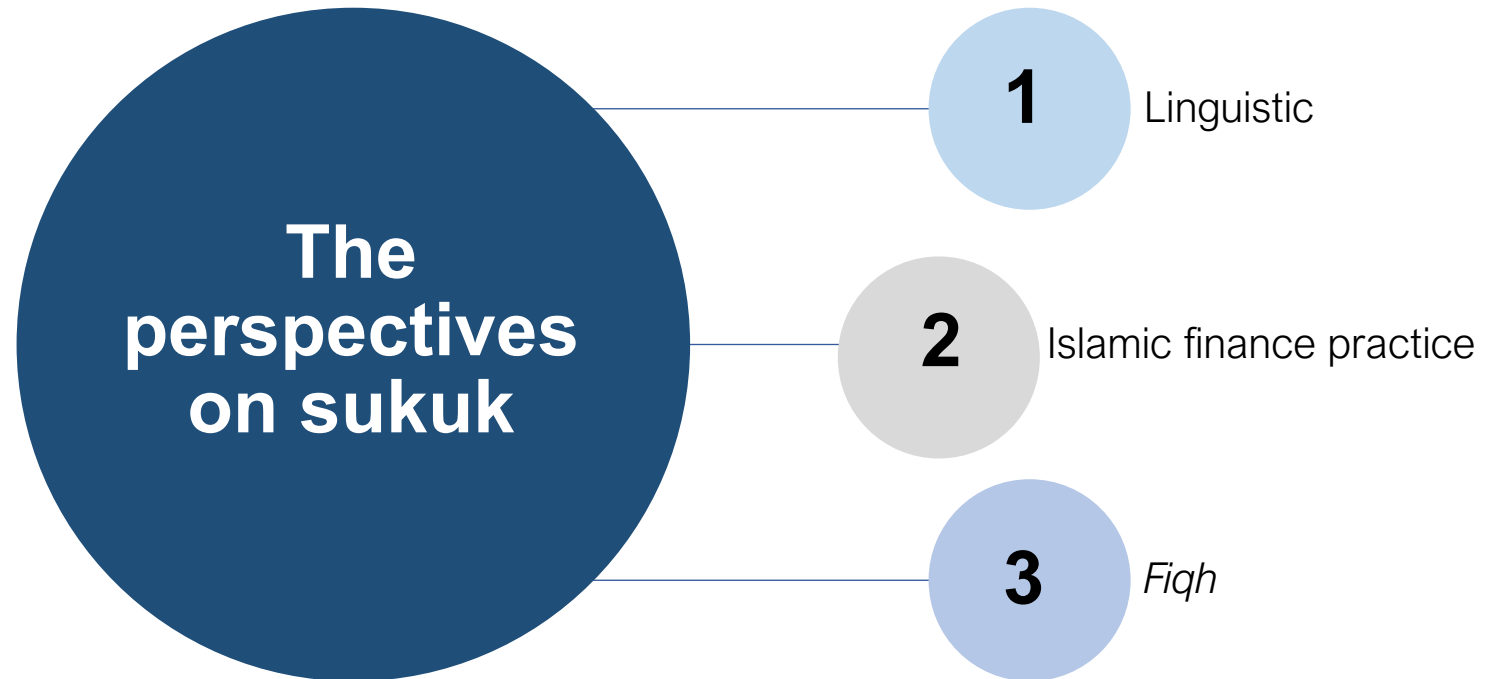 The
perspectives
on sukuk
1
Linguistic
2
Islamic finance practice
3
Fiqh